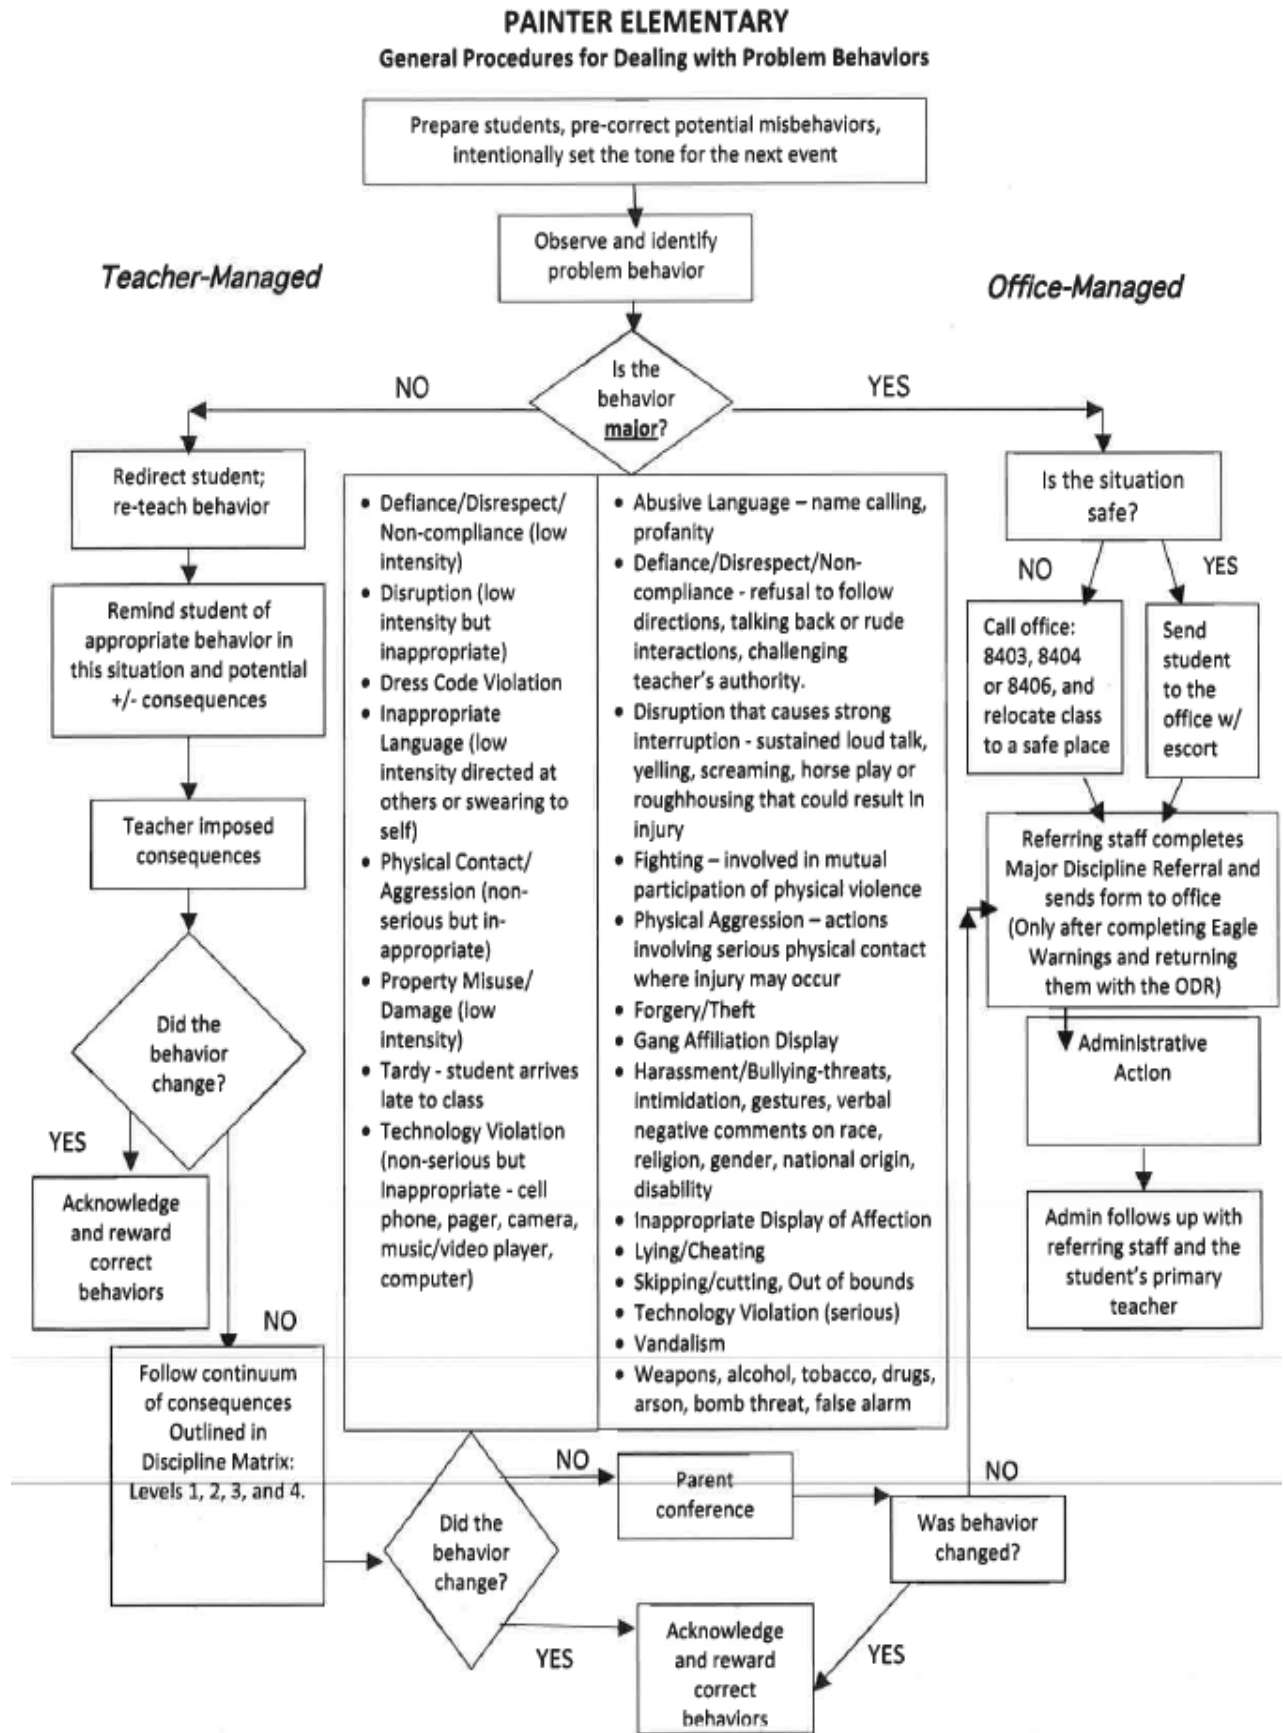 PAINTER ELEMENTARY
General Procedures for Dealing with Problem Behaviors
Prepare students, pre-correct potential misbehaviors,
intentionally set the tone for the next event
Observe and identify
problem behavior
Teacher-Managed
Office-Managed
Is the
behavior
major?
NO
YES
Redirect student;
re-teach behavior
Remind student of
appropriate behavior in
this situation and potential
+/- consequences
Teacher imposed
consequences
Did the
behavior
change?
YES
Acknowledge
and reward
correct
behaviors
NO
Follow continuum
of consequences
Outlined in
Discipline Matrix:
Levels 1, 2, 3, and 4.
• Defiance/Disrespect/
Non-compliance (low
intensity)
• Disruption (low
intensity but
inappropriate)
• Dress Code Violation
• Inappropriate
Language (low
intensity directed at
others or swearing to
self)
• Physical Contact/
Aggression (non-
serious but in-
appropriate)
• Property Misuse/
Damage (low
intensity)
• Tardy - student arrives
late to class
• Technology Violation
(non-serious but
Inappropriate - cell
phone, pager, camera,
music/video player,
computer)
• Abusive Language – name calling,
profanity
• Defiance/Disrespect/Non-
compliance - refusal to follow
directions, talking back or rude
interactions, challenging
teacher's authority.
• Disruption that causes strong
interruption - sustained loud talk,
yelling, screaming, horse play or
roughhousing that could result in
injury
• Fighting – involved in mutual
participation of physical violence
• Physical Aggression – actions
involving serious physical contact
where injury may occur
• Forgery/Theft
• Gang Affiliation Display
• Harassment/Bullying-threats,
intimidation, gestures, verbal
negative comments on race,
religion, gender, national origin,
disability
• Inappropriate Display of Affection
• Lying/Cheating
• Skipping/cutting, Out of bounds
• Technology Violation (serious)
• Vandalism
• Weapons, alcohol, tobacco, drugs,
arson, bomb threat, false alarm
Is the situation
safe?
NO
YES
Call office:
8403, 8404
or 8406, and
relocate class
to a safe place
Send
student
to the
office w/
escort
Referring staff completes
Major Discipline Referral and
sends form to office
(Only after completing Eagle
Warnings and returning
them with the ODR)
Administrative
Action
Admin follows up with
referring staff and the
student's primary
teacher
Did the
behavior
change?
NO
Parent
conference
NO
Was behavior
changed?
YES
Acknowledge
and reward
correct
behaviors
YES